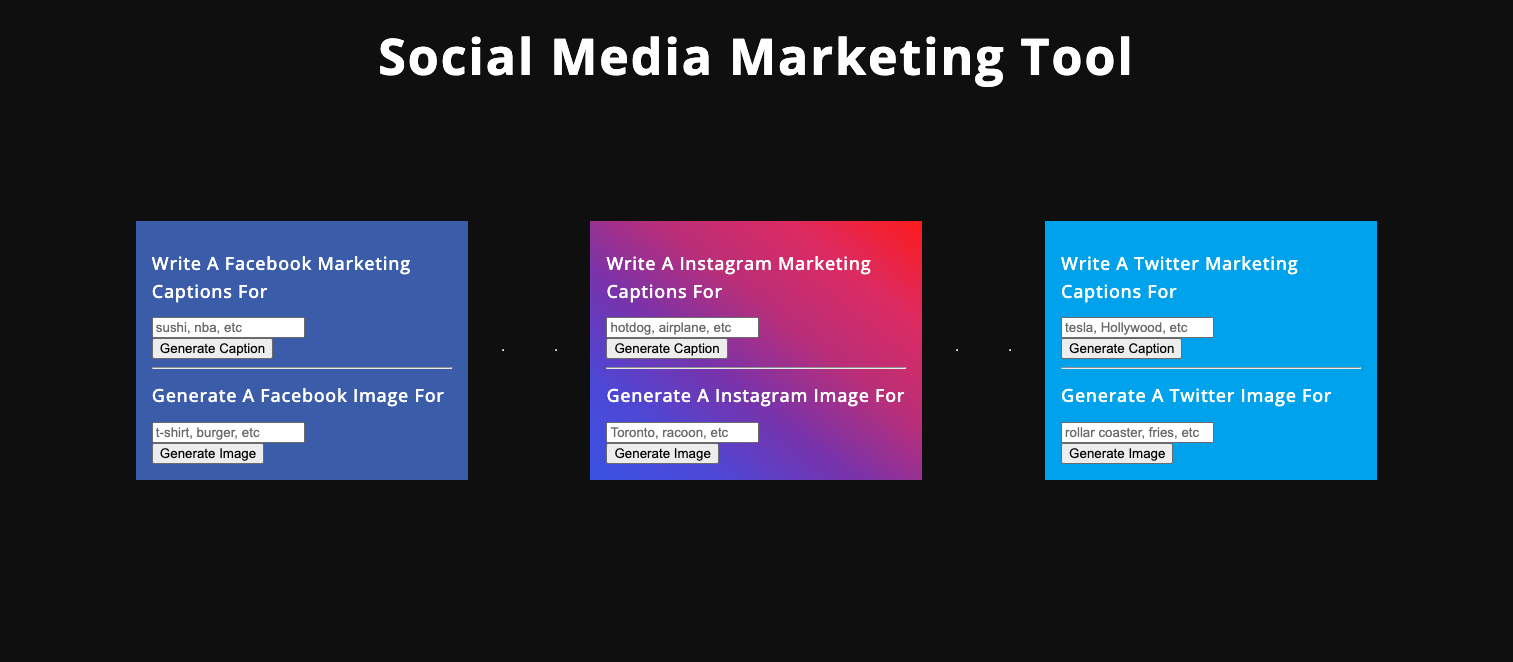 Social Media Marketing Tool
Write A Facebook Marketing
Captions For
sushi, nba, etc
Generate Caption
Generate A Facebook Image For
t-shirt, burger, etc
Generate Image
.
.
Write A Instagram Marketing
Captions For
hotdog, airplane, etc
Generate Caption
Generate A Instagram Image For
Toronto, racoon, etc
Generate Image
.
.
Write A Twitter Marketing
Captions For
tesla, Hollywood, etc
Generate Caption
Generate A Twitter Image For
rollar coaster, fries, etc
Generate Image